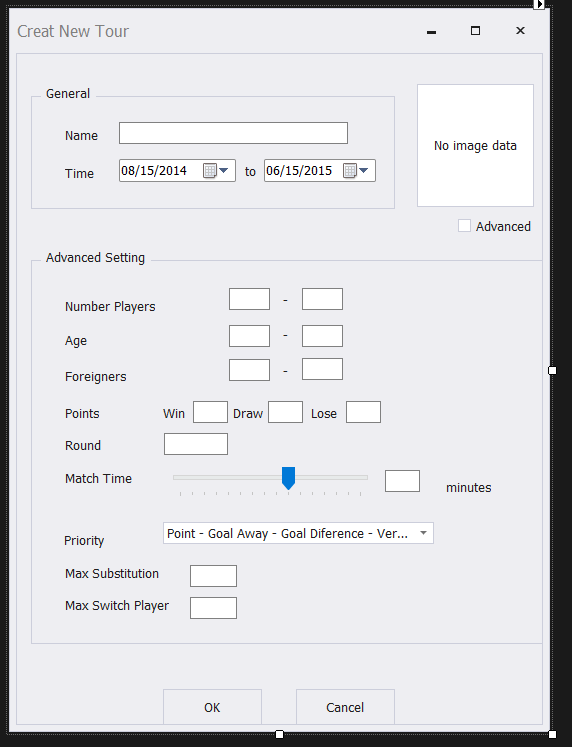 Creat New Tour
General
Name
No image data
Time 08/15/2014 to 06/15/2015
Advanced
Advanced Setting
Number Players -
Age -
Foreigners -
Points Win Draw Lose
Round
Match Time minutes
Priority Point - Goal Away - Goal Diference - Ver...
Max Substitution
Max Switch Player
OK Cancel